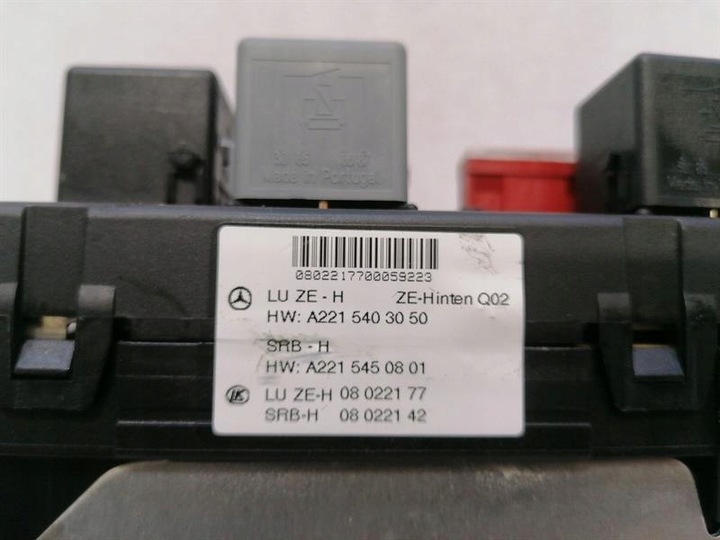 Made in Portugal
0802217700059223
LU ZE - H ZE-Hinten Q02
HW: A221 540 30 50
SRB - H
HW: A221 545 08 01
LK LU ZE-H 08 0221 77
SRB-H 08 0221 42